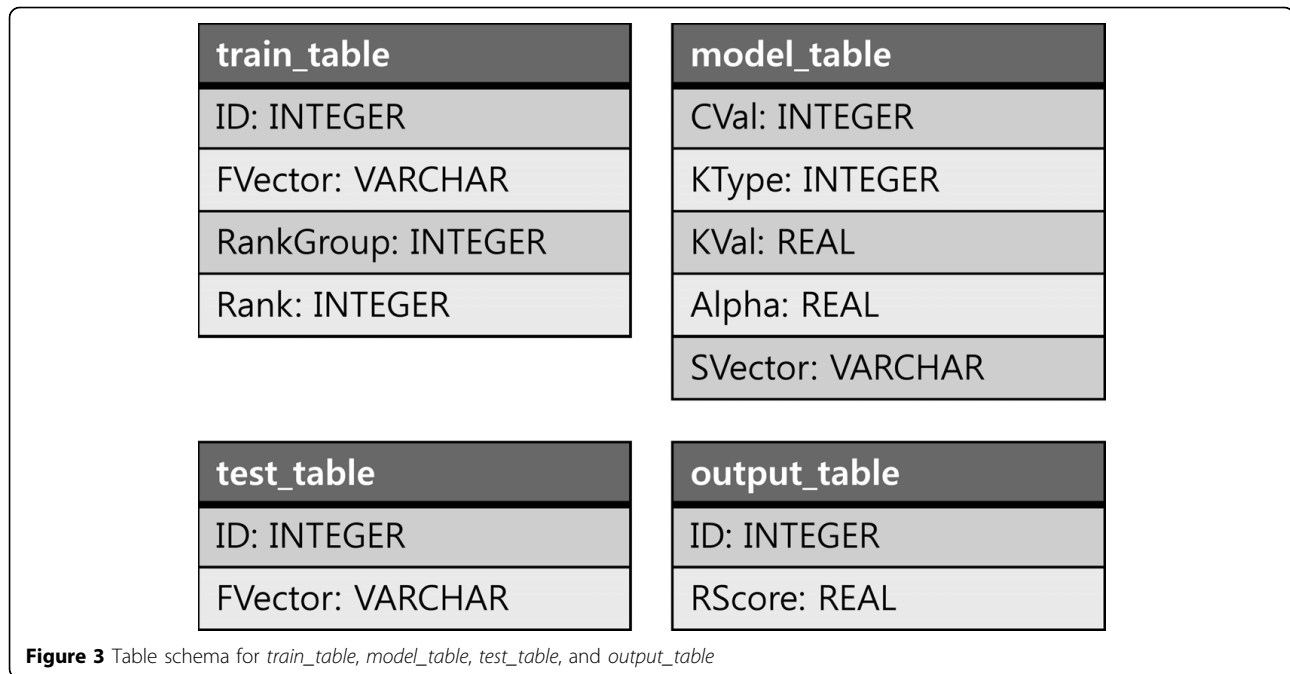 train_table
ID: INTEGER
FVector: VARCHAR
RankGroup: INTEGER
Rank: INTEGER
model_table
CVal: INTEGER
KType: INTEGER
KVal: REAL
Alpha: REAL
SVector: VARCHAR
test_table
ID: INTEGER
FVector: VARCHAR
output_table
ID: INTEGER
RScore: REAL
Figure 3 Table schema for train_table, model_table, test_table, and output_table